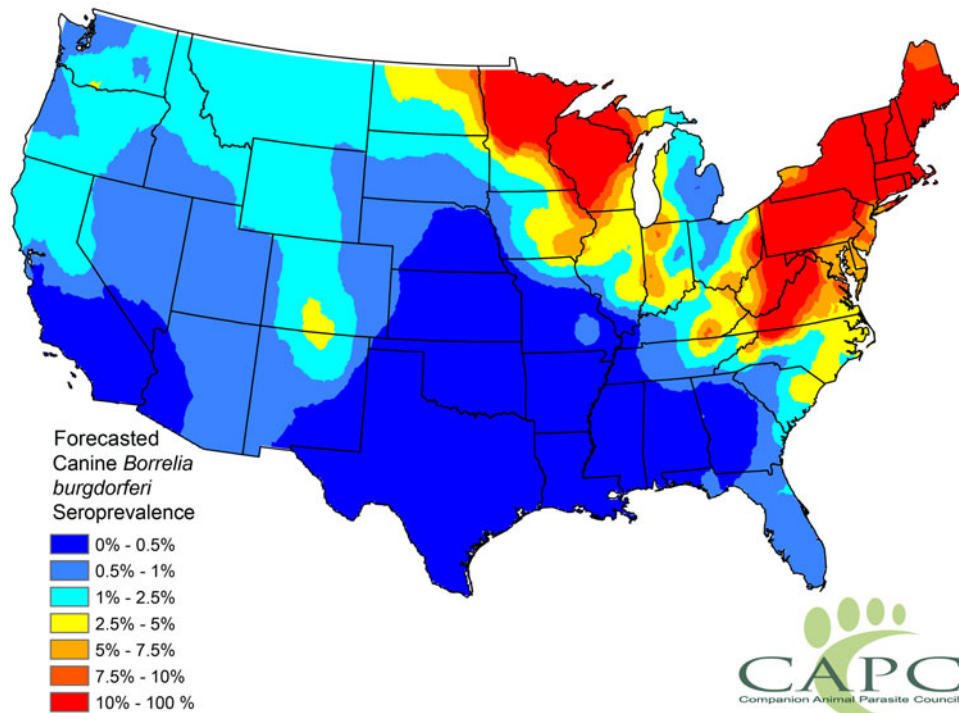 Forecasted
Canine Borrelia
burgdorferi
Seroprevalence
0% - 0.5%
0.5% - 1%
1% - 2.5%
2.5% - 5%
5% - 7.5%
7.5% - 10%
10% - 100 %
CAPC
Companion Animal Parasite Council